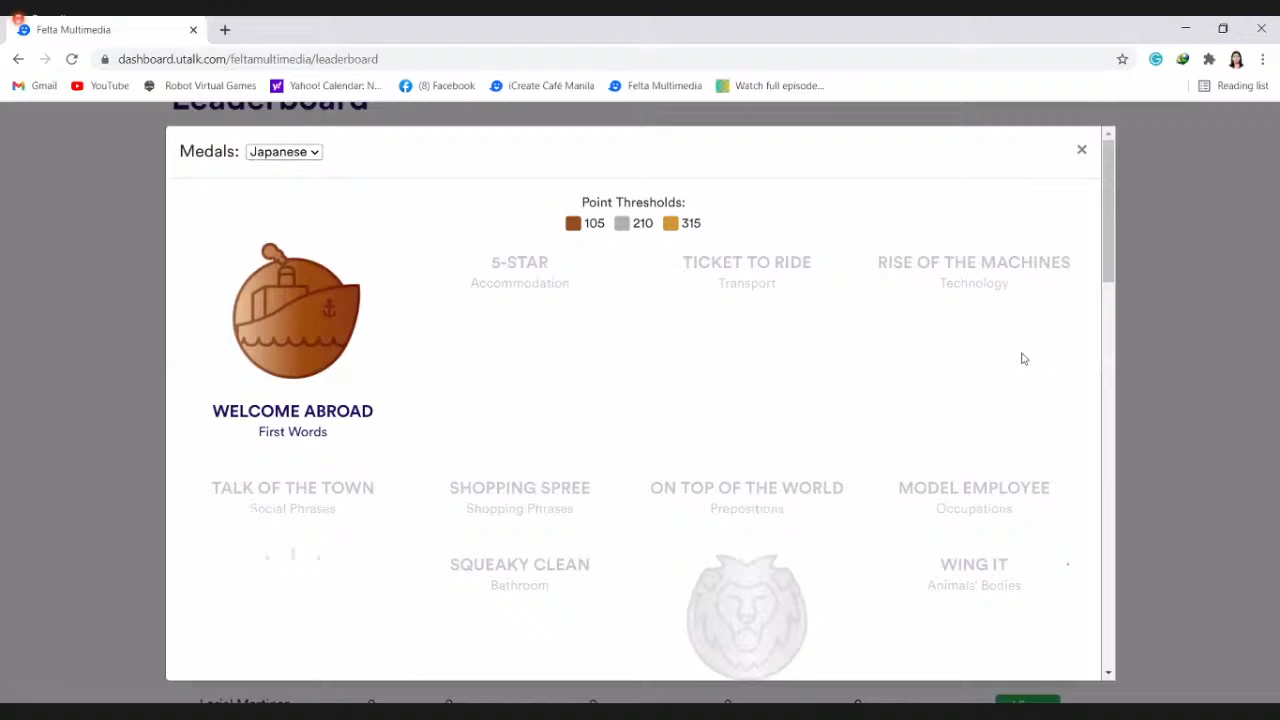 Felta Multimedia
dashboard.utalk.com/feltamultimedia/leaderboard
Gmail
YouTube
Robot Virtual Games
Yahoo! Calendar: N...
(8) Facebook
iCreate Café Manila
Felta Multimedia
Watch full episode...
Reading list
Leaderboard
Medals: Japanese
Point Thresholds:
105 210 315
5-STAR
Accommodation
TICKET TO RIDE
Transport
RISE OF THE MACHINES
Technology
WELCOME ABROAD
First Words
TALK OF THE TOWN
Social Phrases
SHOPPING SPREE
Shopping Phrases
ON TOP OF THE WORLD
Prepositions
MODEL EMPLOYEE
Occupations
SQUEAKY CLEAN
Bathroom
WING IT
Animals' Bodies